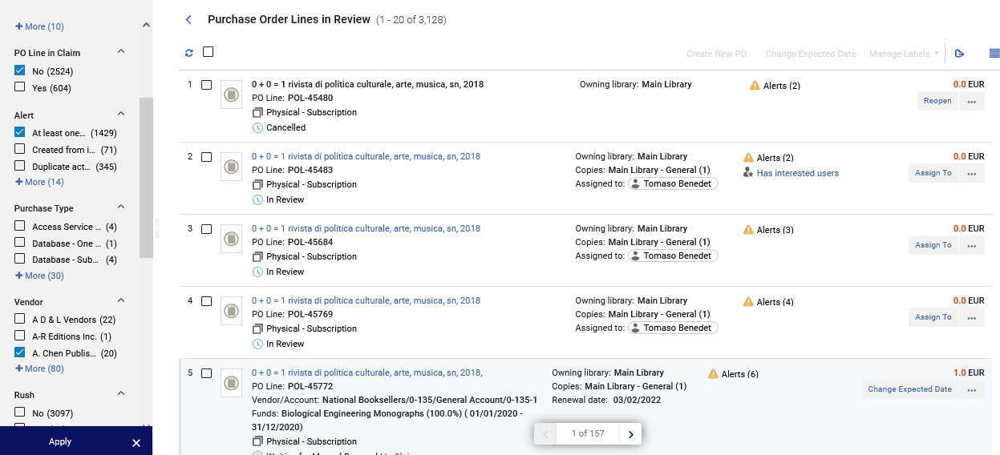 + More (10)
PO Line in Claim
No (2524)
Yes (604)
Alert
At least one... (1429)
Created from i... (71)
Duplicate act... (345)
+ More (14)
Purchase Type
Access Service ... (4)
Database - One ... (1)
Database - Sub... (4)
+ More (30)
Vendor
A D & L Vendors (22)
A-R Editions Inc. (1)
A. Chen Publis... (20)
+ More (80)
Rush
No (3097)
Apply
Purchase Order Lines in Review (1 - 20 of 3,128)
Create New PO Change Expected Date Manage Labels
1 0 + 0 = 1 rivista di politica culturale, arte, musica, sn, 2018 Owning library: Main Library Alerts (2) 0.0 EUR
PO Line: POL-45480 Reopen ...
Physical - Subscription
Cancelled
2 0 + 0 = 1 rivista di politica culturale, arte, musica, sn, 2018 Owning library: Main Library Alerts (2) 0.0 EUR
PO Line: POL-45483 Copies: Main Library - General (1) Has interested users Assign To ...
Physical - Subscription Assigned to: Tomaso Benedet
In Review
3 0 + 0 = 1 rivista di politica culturale, arte, musica, sn, 2018 Owning library: Main Library Alerts (3) 0.0 EUR
PO Line: POL-45684 Copies: Main Library - General (1) Assign To ...
Physical - Subscription Assigned to: Tomaso Benedet
In Review
4 0 + 0 = 1 rivista di politica culturale, arte, musica, sn, 2018 Owning library: Main Library Alerts (4) 0.0 EUR
PO Line: POL-45769 Copies: Main Library - General (1) Assign To ...
Physical - Subscription Assigned to: Tomaso Benedet
In Review
5 0 + 0 = 1 rivista di politica culturale, arte, musica, sn, 2018, Owning library: Main Library Alerts (6) 1.0 EUR
PO Line: POL-45772 Copies: Main Library - General (1) Change Expected Date ...
Vendor/Account: National Booksellers/0-135/General Account/0-135-1 Renewal date: 03/02/2022
Funds: Biological Engineering Monographs (100.0%) ( 01/01/2020 -
31/12/2020)
Physical - Subscription
1 of 157